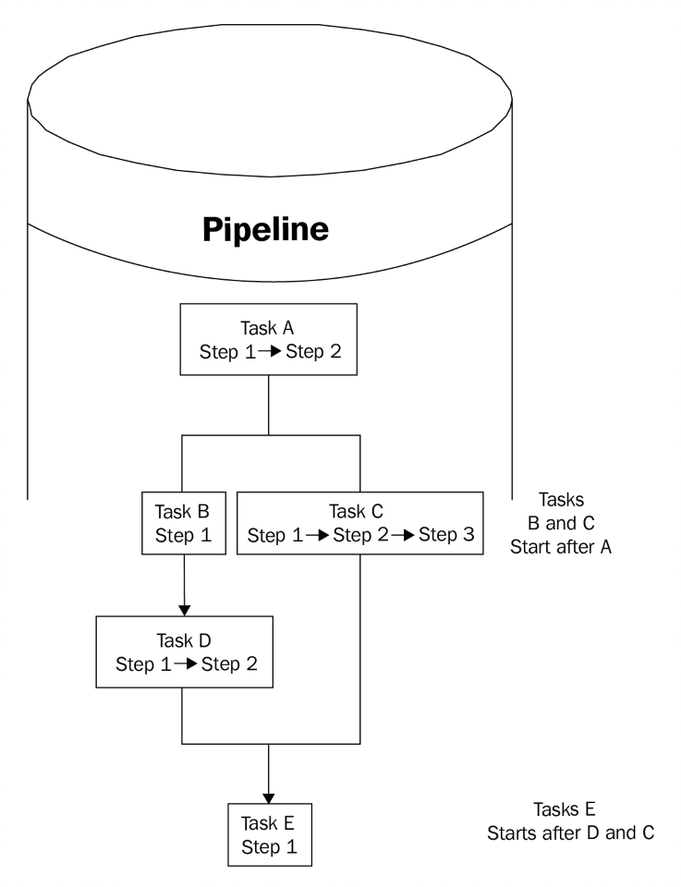 Pipeline
Task A
Step 1 → Step 2
Task B
Step 1
Task C
Step 1 → Step 2 → Step 3
Tasks
B and C
Start after A
Task D
Step 1 → Step 2
Task E
Step 1
Tasks E
Starts after D and C